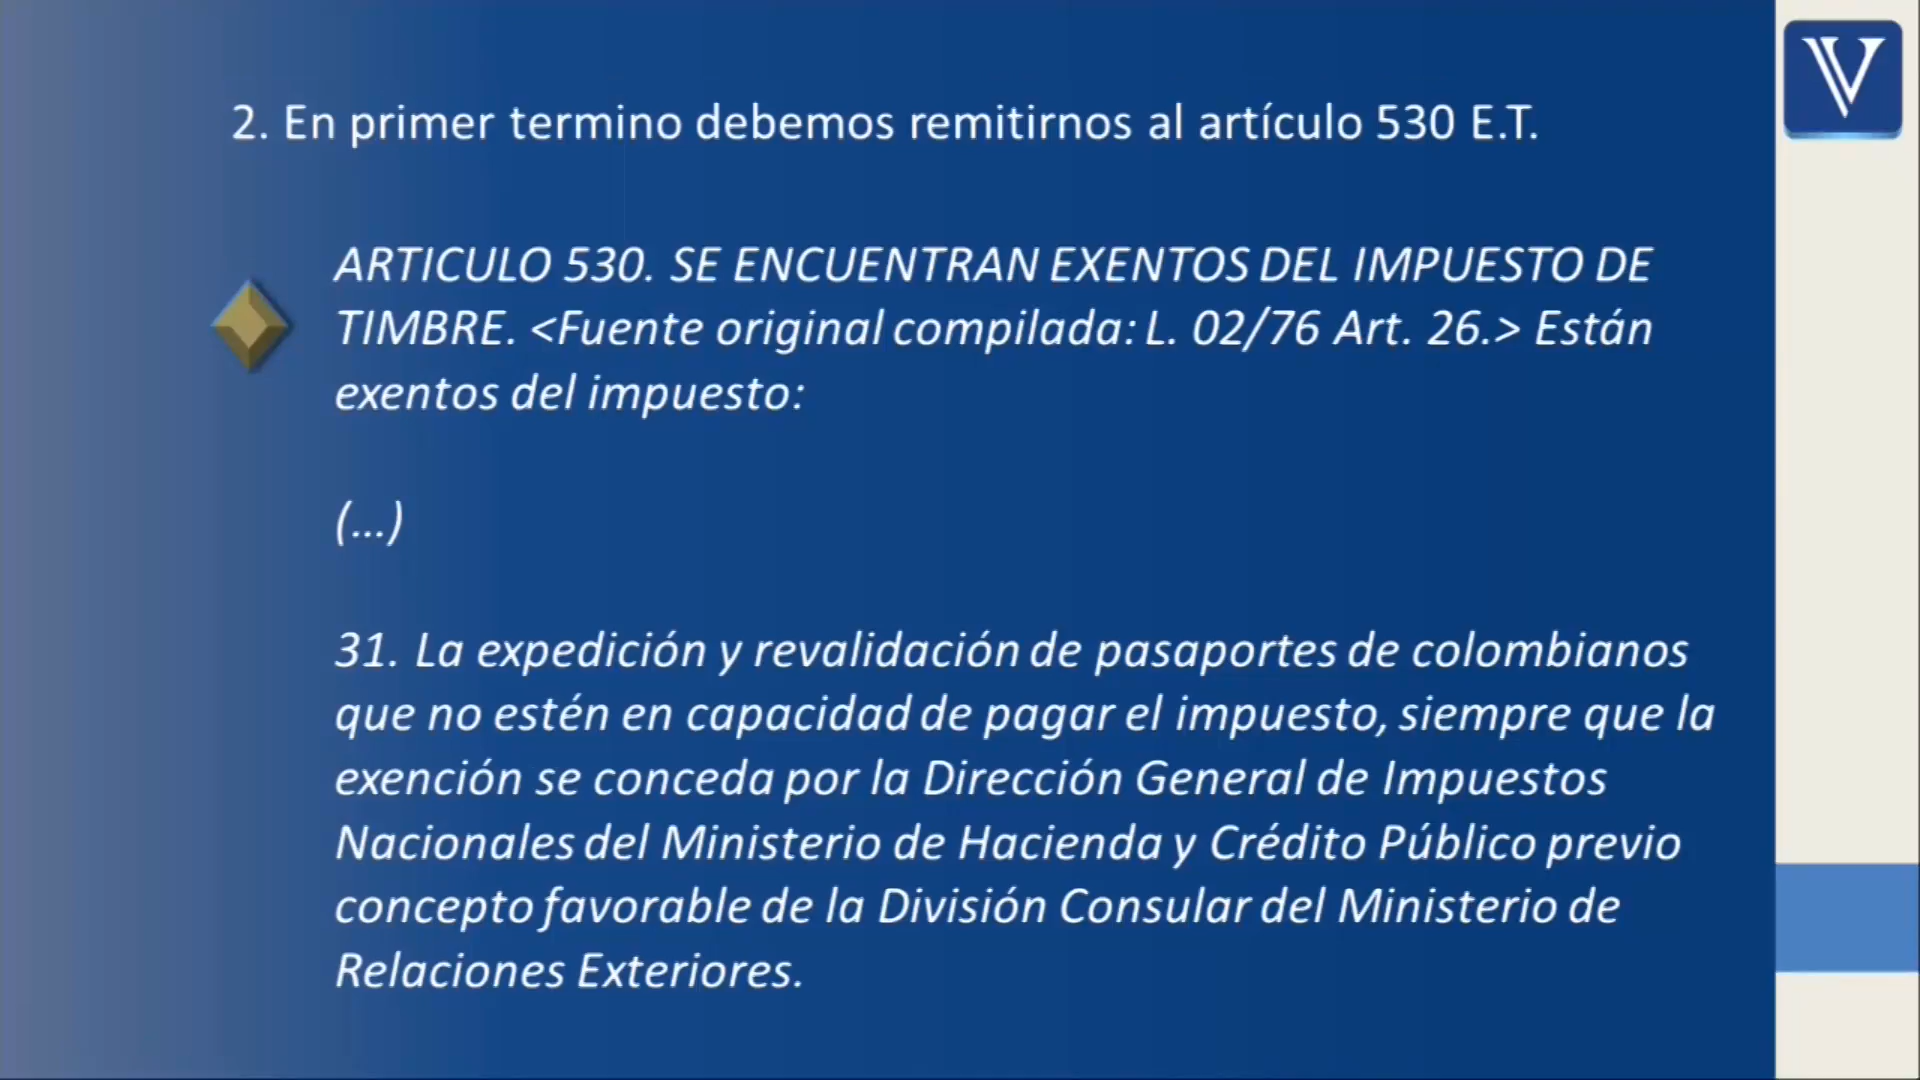 2. En primer termino debemos remitirnos al artículo 530 E.T.
ARTICULO 530. SE ENCUENTRAN EXENTOS DEL IMPUESTO DE
TIMBRE. <Fuente original compilada: L. 02/76 Art. 26.> Están
exentos del impuesto:
(...)
31. La expedición y revalidación de pasaportes de colombianos
que no estén en capacidad de pagar el impuesto, siempre que la
exención se conceda por la Dirección General de Impuestos
Nacionales del Ministerio de Hacienda y Crédito Público previo
concepto favorable de la División Consular del Ministerio de
Relaciones Exteriores.
V